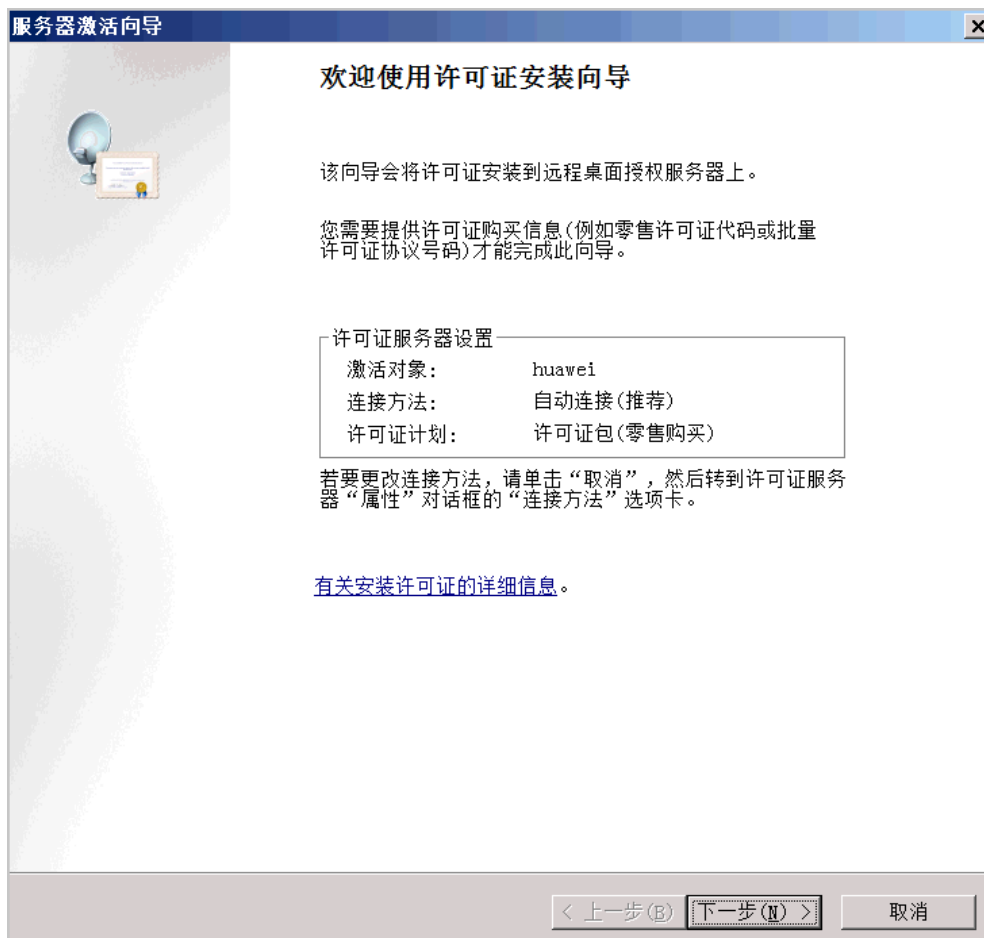 服务器激活向导
欢迎使用许可证安装向导
该向导会将许可证安装到远程桌面授权服务器上。
您需要提供许可证购买信息(例如零售许可证代码或批量
许可证协议号码)才能完成此向导。
许可证服务器设置
激活对象: huawei
连接方法: 自动连接(推荐)
许可证计划: 许可证包(零售购买)
若要更改连接方法，请单击“取消”，然后转到许可证服务
器“属性”对话框的“连接方法”选项卡。
有关安装许可证的详细信息。
< 上一步(B) 下一步(N) > 取消